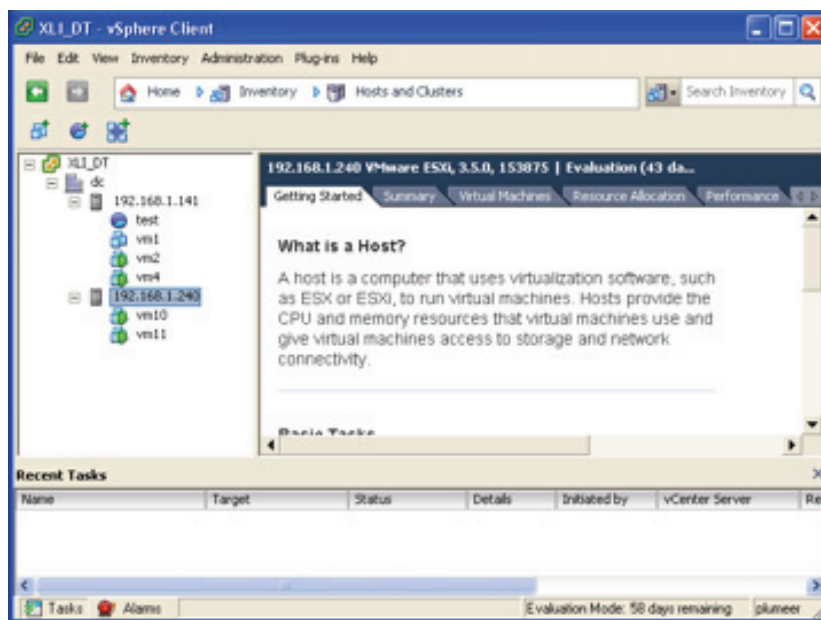 XLI_DT - vSphere Client
File Edit View Inventory Administration Plug-ins Help
Home Inventory Hosts and Clusters Search Inventory
XLI_DT
dc
192.168.1.141
test
vm1
vm2
vm4
192.168.1.240
vm10
vm11
192.168.1.240 VMware ESXi, 3.5.0, 153875 | Evaluation (43 da...
Getting Started Summary Virtual Machines Resource Allocation Performance
What is a Host?
A host is a computer that uses virtualization software, such
as ESX or ESXi, to run virtual machines. Hosts provide the
CPU and memory resources that virtual machines use and
give virtual machines access to storage and network
connectivity.
Basic Tasks
Recent Tasks
Name Target Status Details Initiated by vCenter Server Re
Tasks Alarms Evaluation Mode: 58 days remaining plumeer